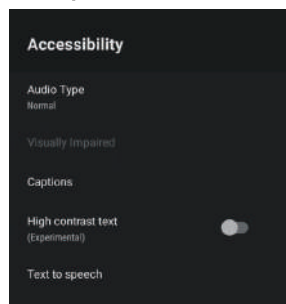 Accessibility
Audio Type
Normal
Visually Impaired
Captions
High contrast text
(Experimental)
Text to speech